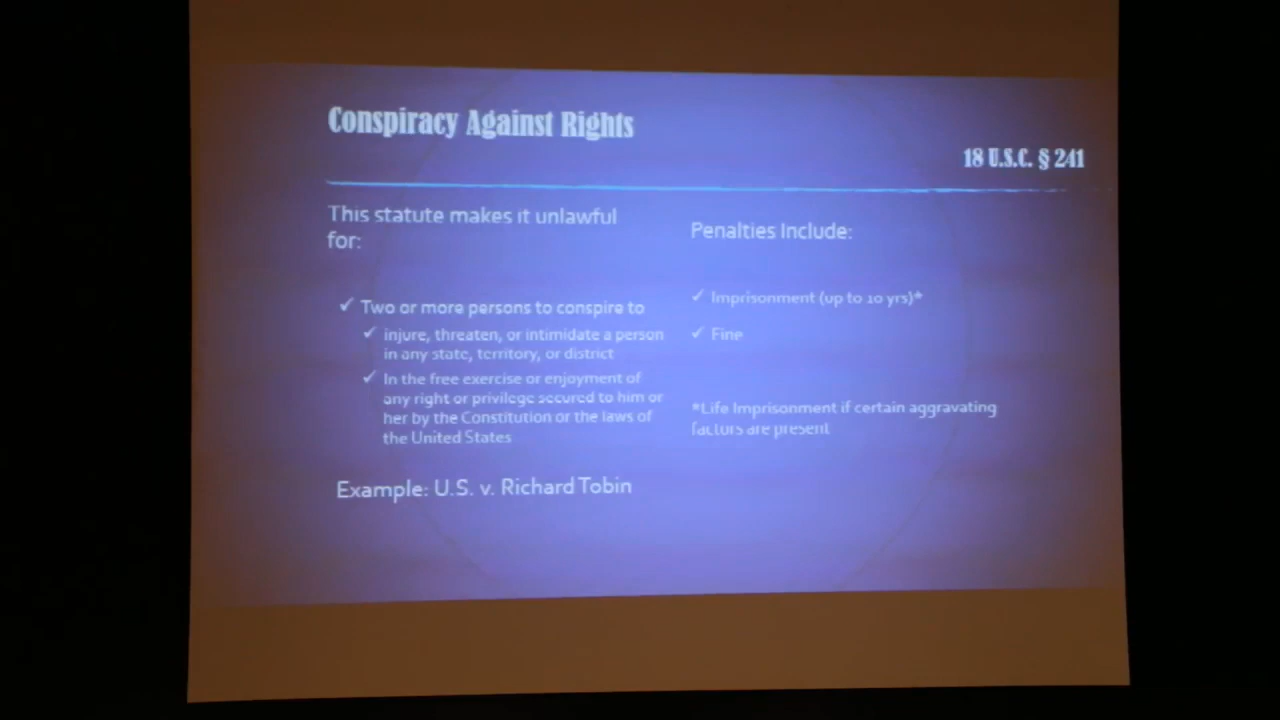 Conspiracy Against Rights
18 U.S.C. § 241
This statute makes it unlawful
for:
✓ Two or more persons to conspire to
✓ injure, threaten, or intimidate a person
in any state, territory, or district
✓ In the free exercise or enjoyment of
any right or privilege secured to him or
her by the Constitution or the laws of
the United States
Example: U.S. v. Richard Tobin
Penalties Include:
✓ Imprisonment (up to 10 yrs)*
✓ Fine
*Life Imprisonment if certain aggravating
factors are present